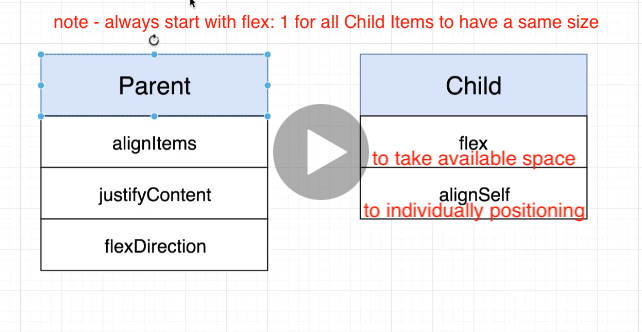 note - always start with flex: 1 for all Child Items to have a same size
Parent
alignItems
justifyContent
flexDirection
Child
flex
to take available space
alignSelf
to individually positioning